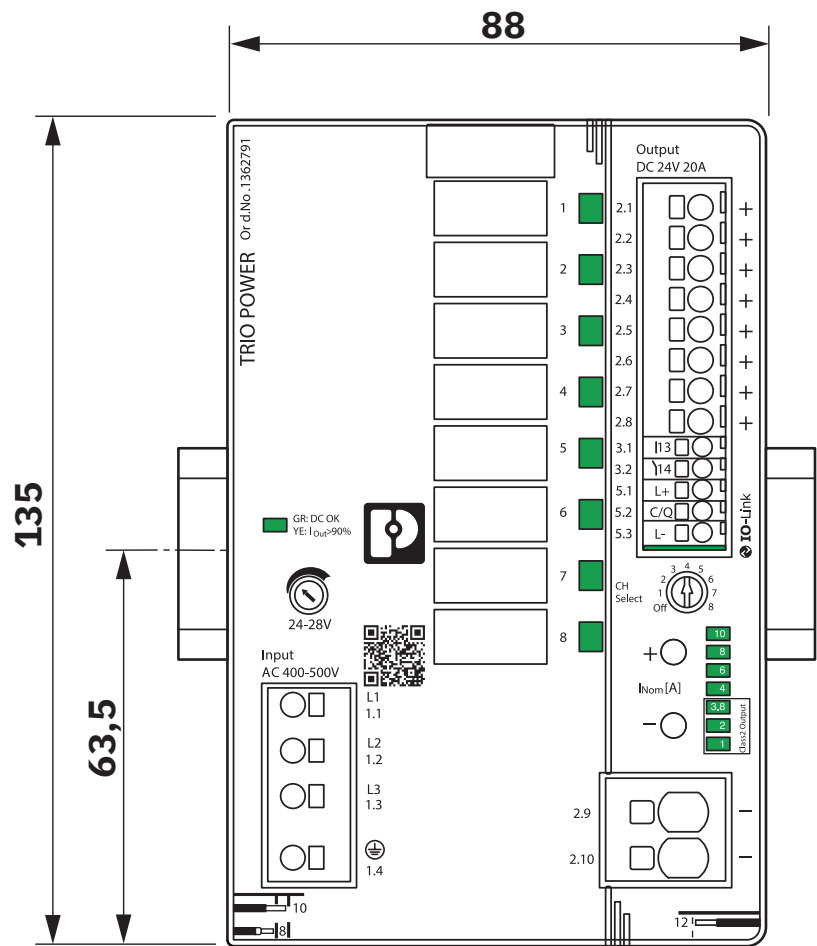 88
135
63,5
TRIO POWER Or d.No.1362791
Output
DC 24V 20A
1
2
3
4
5
6
7
8
2.1 +
2.2 +
2.3 +
2.4 +
2.5 +
2.6 +
2.7 +
2.8 +
3.1 13
3.2 14
5.1 L+
5.2 C/Q
5.3 L-
IO-Link
GR: DC OK
YE: IOut>90%
24-28V
CH
Select
Off 1 2 3 4 5 6 7 8
Input
AC 400-500V
L1
1.1
L2
1.2
L3
1.3
1.4
+
INom[A]
−
10
8
6
4
3,8
2
1
Class2 Output
2.9 −
2.10 −
10
8
12